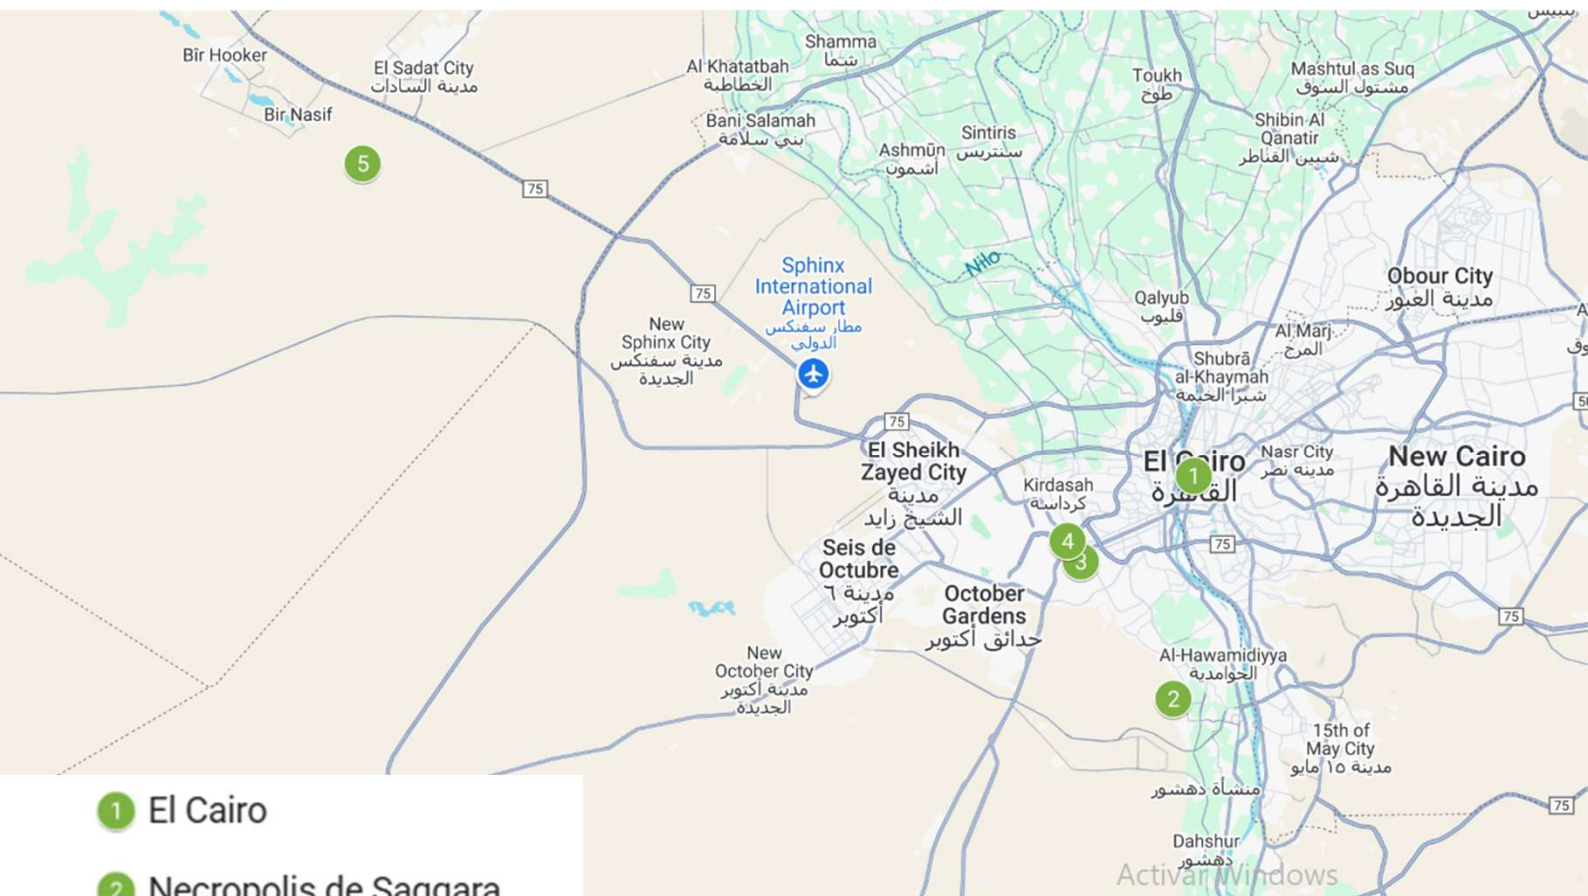 بلبيس
Bîr Hooker
El Sadat City
مدينة السادات
Bir Nasif
5
Al Khatatbah
الخطاطبة
Shamma
شما
Bani Salamah
بني سلامة
Ashmūn
أشمون
Sintiris
سنتريس
Toukh
طوخ
Mashtul as Suq
مشتول السوق
Shibin Al
Qanatir
شبين القناطر
75
75
Sphinx
International
Airport
مطار سفنكس
الدولي
New
Sphinx City
مدينة سفنكس
الجديدة
Nilo
Qalyub
قليوب
Obour City
مدينة العبور
Al Marj
المرج
Shubrā
al-Khaymah
شبرا الخيمة
75
El Sheikh
Zayed City
مدينة
الشيخ زايد
Kirdasah
كرداسة
El Cairo
القاهرة
1
Nasr City
مدينه نصر
New Cairo
مدينة القاهرة
الجديدة
4
3
75
Seis de
Octubre
مدينة ٦
أكتوبر
October
Gardens
حدائق أكتوبر
75
New
October City
مدينة أكتوبر
الجديدة
Al-Hawamidiyya
الحوامدية
2
15th of
May City
مدينة ١٥ مايو
منشأة دهشور
75
Dahshur
دهشور
1 El Cairo
2 Necropolis de Saqqara
Activar Windows